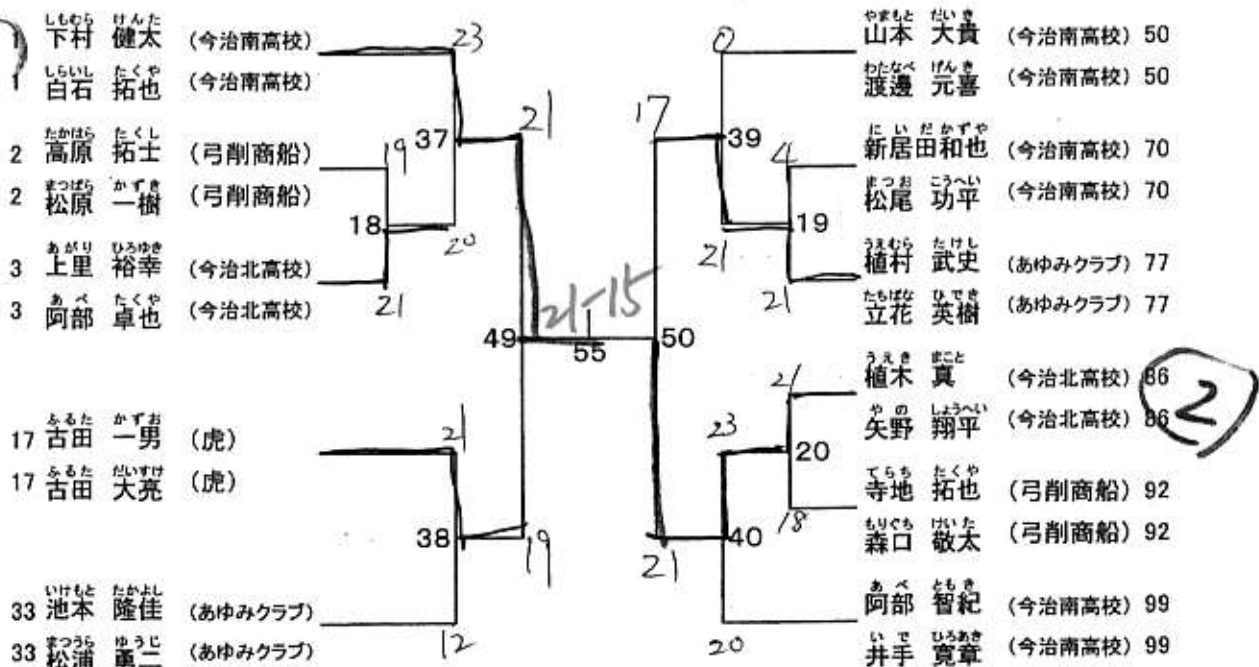 しもむら けんた
1 下村 健太 (今治南高校)
しらいし たくや
1 白石 拓也 (今治南高校)
たかはら たくし
2 高原 拓士 (弓削商船)
まつばら かずき
2 松原 一樹 (弓削商船)
あがり ひろゆき
3 上里 裕幸 (今治北高校)
あべ たくや
3 阿部 卓也 (今治北高校)
ふるた かずお
17 古田 一男 (虎)
ふるた だいすけ
17 古田 大亮 (虎)
いけもと たかよし
33 池本 隆佳 (あゆみクラブ)
まつうら ゆうじ
33 松浦 勇二 (あゆみクラブ)
23
37
19
18
20
21
21
49
21
38
19
12
21-15
55
0
17
39
4
19
21
21
50
21
23
20
18
40
21
20
やまもと だいき
山本 大貴 (今治南高校) 50
わたなべ げんき
渡邊 元喜 (今治南高校) 50
にいだかずや
新居田和也 (今治南高校) 70
まつお こうへい
松尾 功平 (今治南高校) 70
うえむら たけし
植村 武史 (あゆみクラブ) 77
たちばな ひでき
立花 英樹 (あゆみクラブ) 77
うえき まこと
植木 真 (今治北高校) 86
やの しょうへい
矢野 翔平 (今治北高校) 86
2
てらち たくや
寺地 拓也 (弓削商船) 92
もりぐち けいた
森口 敬太 (弓削商船) 92
あべ ともき
阿部 智紀 (今治南高校) 99
いで ひろあき
井手 寛章 (今治南高校) 99